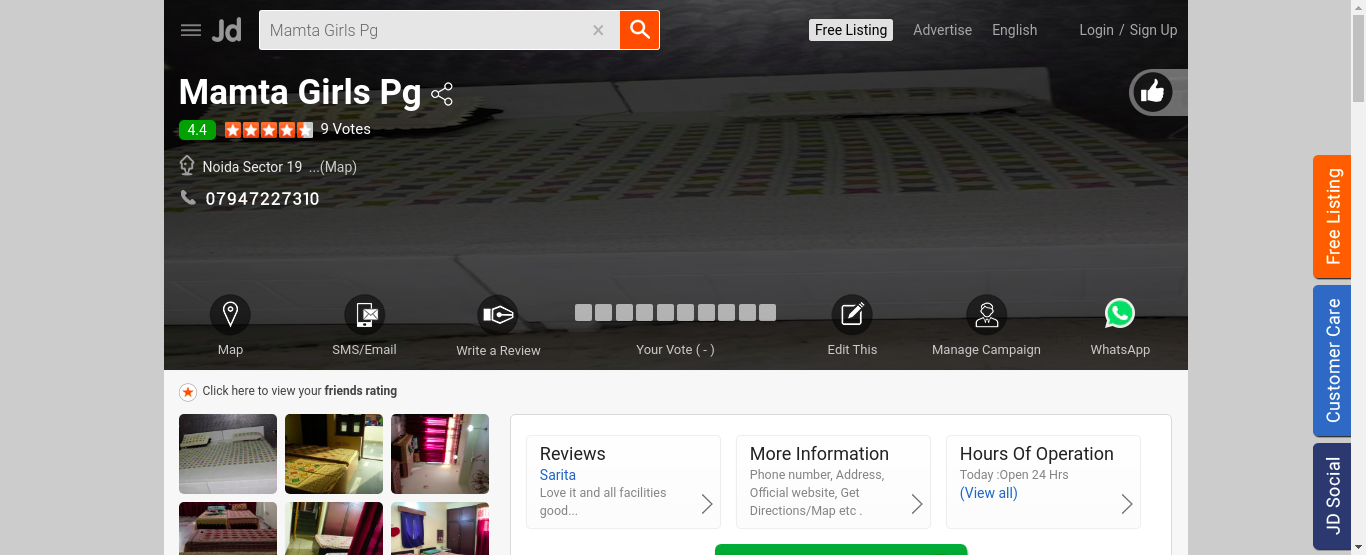 Jd
Mamta Girls Pg
Free Listing
Advertise
English
Login / Sign Up
Mamta Girls Pg
4.4
9 Votes
Noida Sector 19 ...(Map)
07947227310
Map
SMS/Email
Write a Review
Your Vote ( - )
Edit This
Manage Campaign
WhatsApp
Click here to view your friends rating
Reviews
Sarita
Love it and all facilities
good...
More Information
Phone number, Address,
Official website, Get
Directions/Map etc .
Hours Of Operation
Today :Open 24 Hrs
(View all)
Free Listing
Customer Care
JD Social